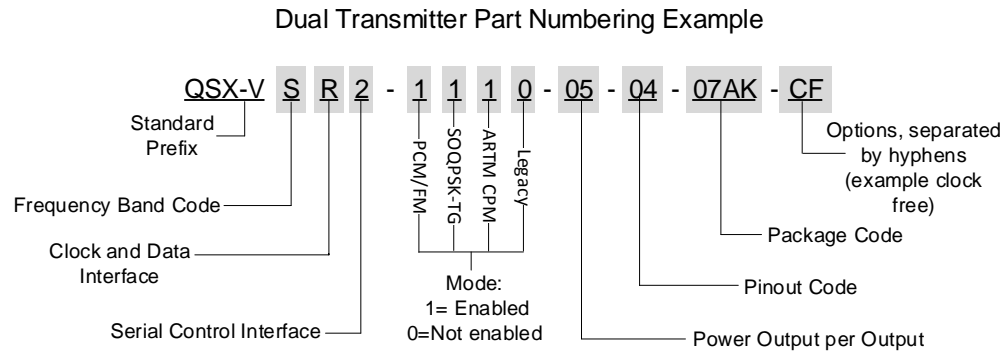 Dual Transmitter Part Numbering Example
QSX-V S R 2 - 1 1 1 0 - 05 - 04 - 07AK - CF
Standard
Prefix
PCM/FM
SOQPSK-TG
ARTM CPM
Legacy
Options, separated
by hyphens
(example clock
free)
Frequency Band Code
Package Code
Clock and Data
Interface
Mode:
1= Enabled
0=Not enabled
Pinout Code
Serial Control Interface
Power Output per Output